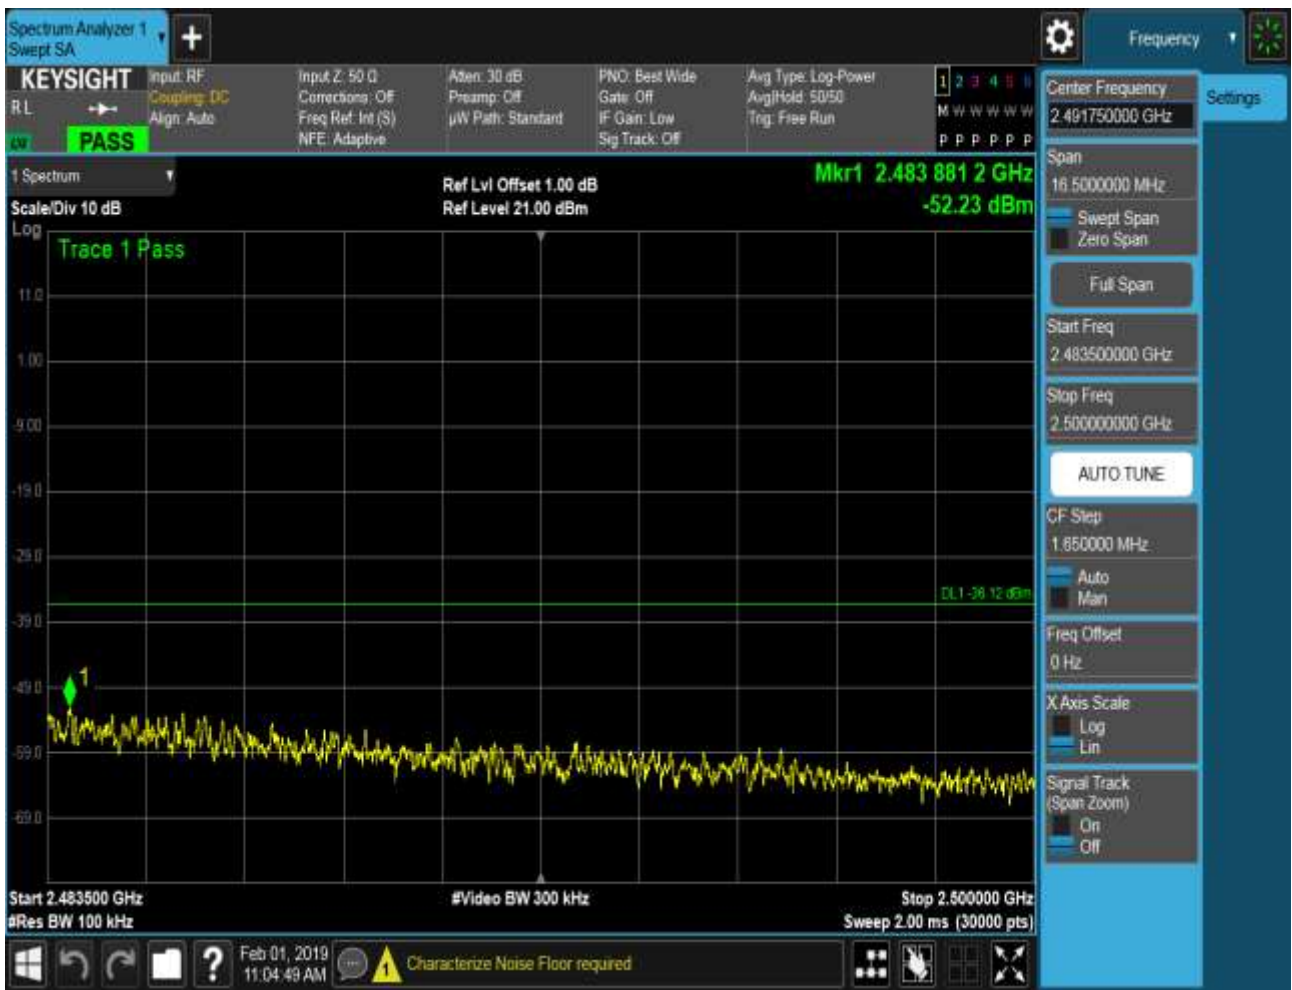 Spectrum Analyzer 1
Swept SA
+
Frequency
KEYSIGHT
Input: RF
Input Z: 50 Ω
Atten: 30 dB
PNO: Best Wide
Avg Type: Log-Power
1 2 3 4 5 6
R L
Coupling: DC
Corrections: Off
Preamp: Off
Gate: Off
Avg|Hold: 50/50
M W W W W W
Align: Auto
Freq Ref: Int (S)
µW Path: Standard
IF Gain: Low
Trig: Free Run
PASS
NFE: Adaptive
Sig Track: Off
P P P P P P
1 Spectrum
Ref Lvl Offset 1.00 dB
Mkr1 2.483 881 2 GHz
Scale/Div 10 dB
Ref Level 21.00 dBm
-52.23 dBm
Log
Trace 1 Pass
11.0
1.00
-9.00
-19.0
-29.0
DL1 -36.12 dBm
-39.0
-49.0
1
-59.0
-69.0
Start 2.483500 GHz
#Video BW 300 kHz
Stop 2.500000 GHz
#Res BW 100 kHz
Sweep 2.00 ms (30000 pts)
Feb 01, 2019
11:04:49 AM
?
1
Characterize Noise Floor required
Center Frequency
2.491750000 GHz
Settings
Span
16.5000000 MHz
Swept Span
Zero Span
Full Span
Start Freq
2.483500000 GHz
Stop Freq
2.500000000 GHz
AUTO TUNE
CF Step
1.650000 MHz
Auto
Man
Freq Offset
0 Hz
X Axis Scale
Log
Lin
Signal Track
(Span Zoom)
On
Off